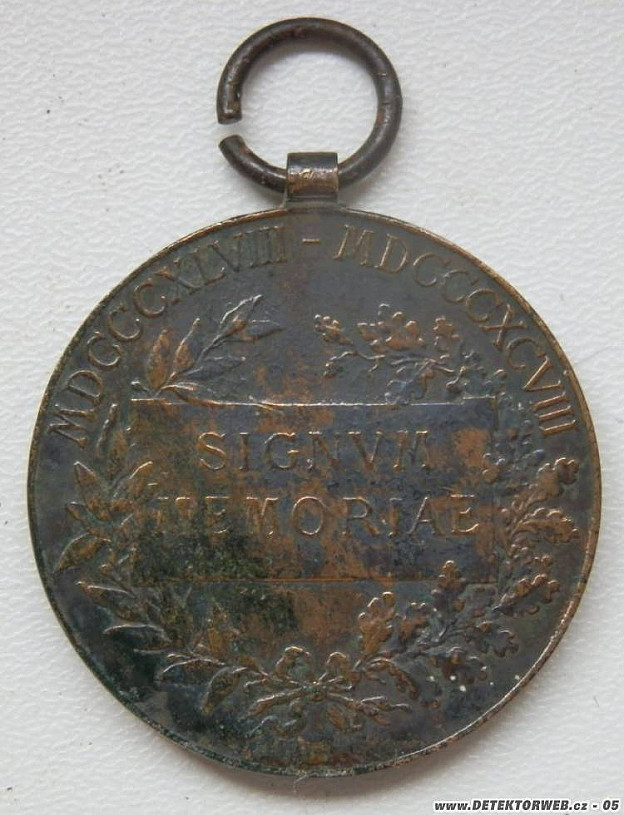 MDCCCXLVIII - MDCCCXCVIII
SIGNVM
MEMORIAE
www.DETEKTORWEB.cz - 05